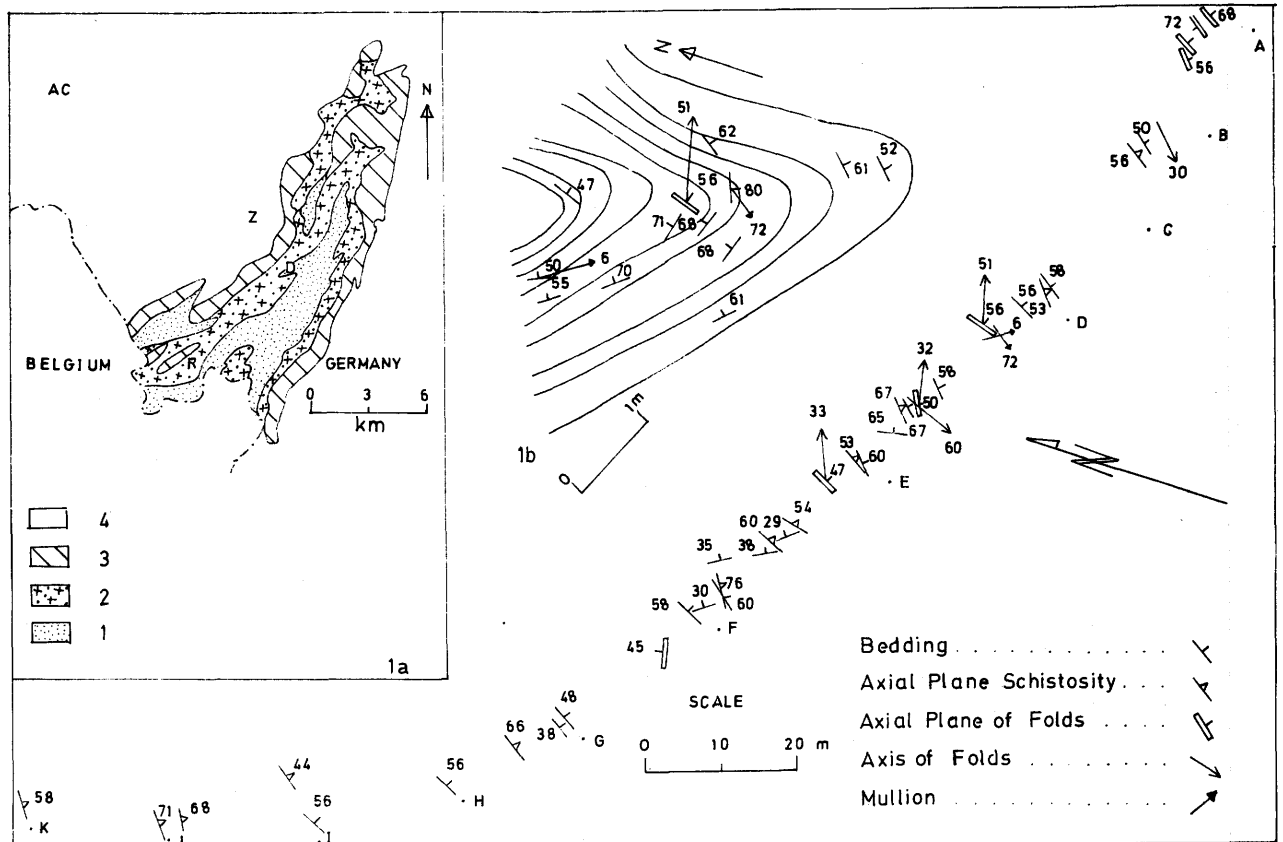 AC
N
Z
D
BELGIUM
R
GERMANY
0 3 6
km
4
3
2
1
1a
N
51
62
52
61
47
56
80
71
68
72
68
50
6
70
55
61
1m
0
1b
72
68
A
56
50
B
56
30
C
51
58
56
56
53
D
6
72
32
58
67
50
65
67
60
33
53
60
47
E
54
60
29
35
38
76
30
58
60
F
45
SCALE
0 10 20 m
48
66
38
G
44
56
H
58
K
71
68
56
Bedding . . . . . . . . . . . .
Axial Plane Schistosity . . .
Axial Plane of Folds . . . .
Axis of Folds . . . . . . .
Mullion . . . . . . . . . . . .